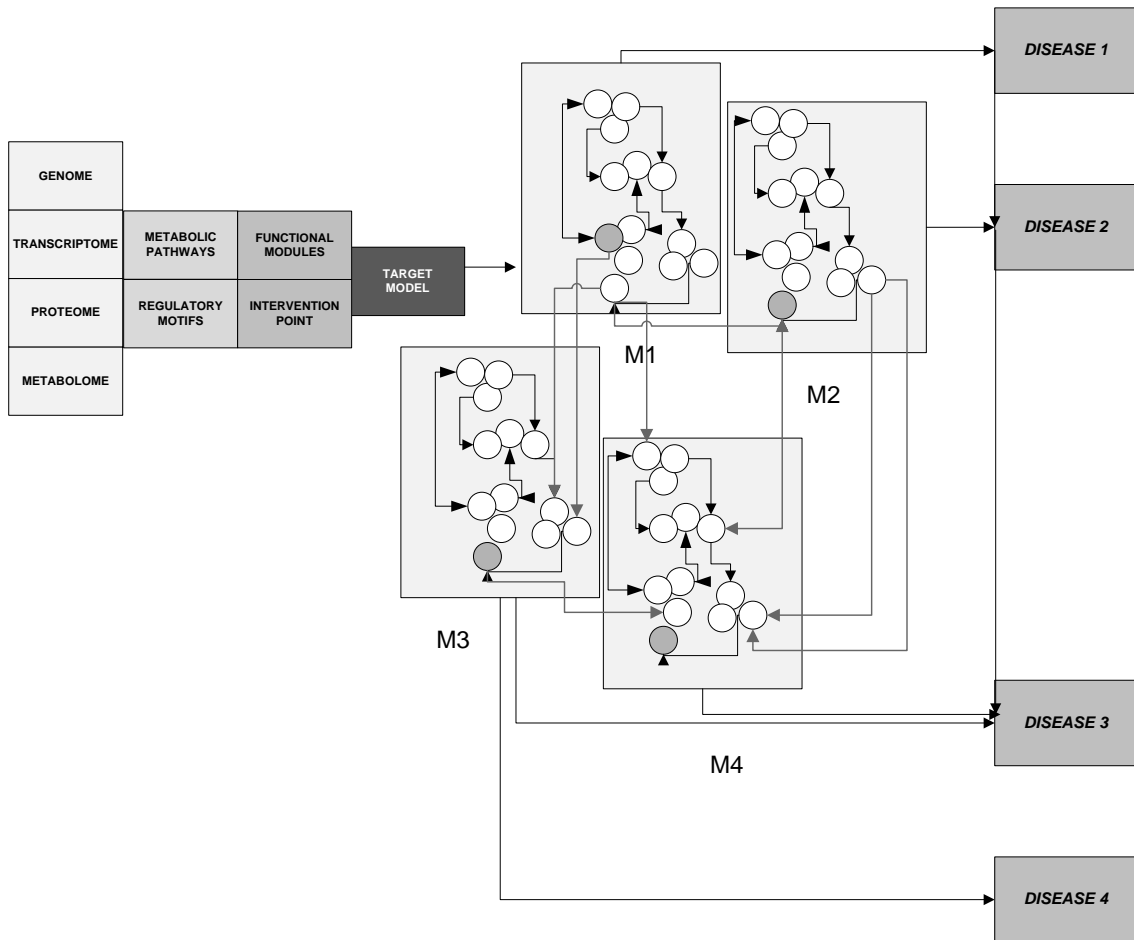 GENOME
TRANSCRIPTOME
PROTEOME
METABOLOME
METABOLIC
PATHWAYS
REGULATORY
MOTIFS
FUNCTIONAL
MODULES
INTERVENTION
POINT
TARGET
MODEL
M1
M2
M3
M4
DISEASE 1
DISEASE 2
DISEASE 3
DISEASE 4